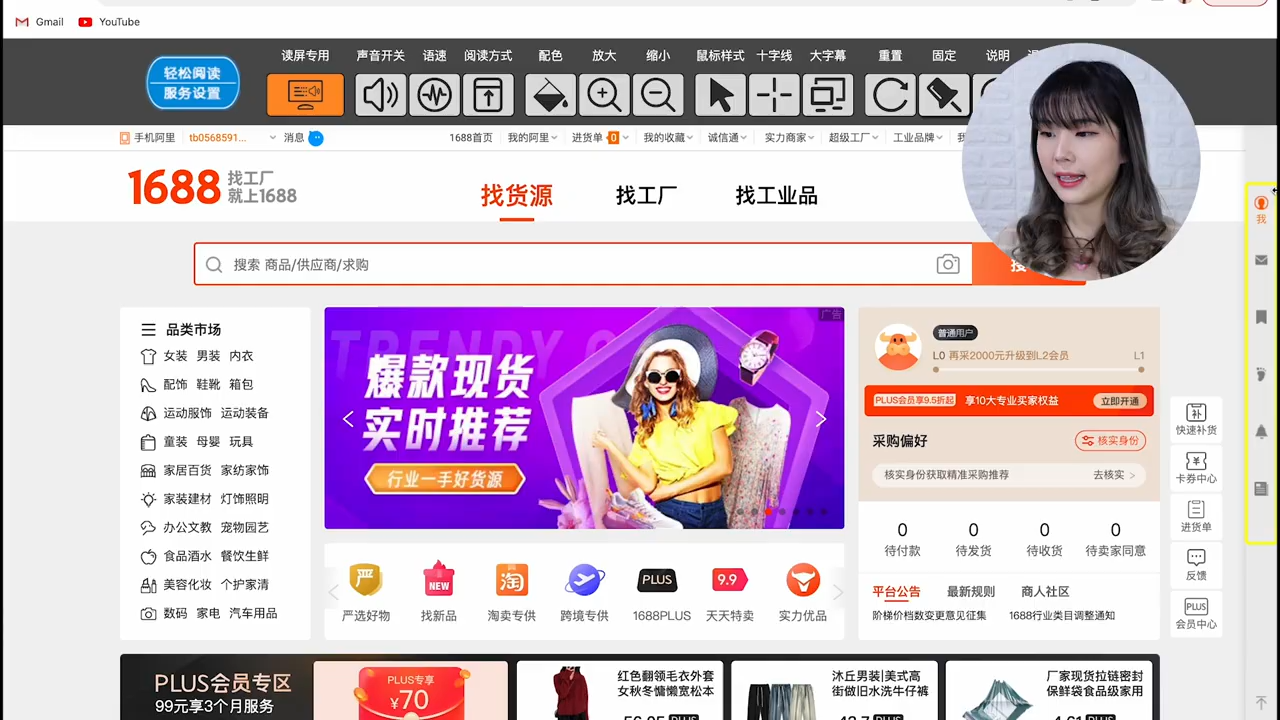 Gmail YouTube
轻松阅读
服务设置
读屏专用 声音开关 语速 阅读方式 配色 放大 缩小 鼠标样式 十字线 大字幕 重置 固定 说明
手机阿里 tb0568591... 消息 1688首页 我的阿里 进货单 0 我的收藏 诚信通 实力商家 超级工厂 工业品牌
1688 找工厂
就上1688
找货源 找工厂 找工业品
搜索 商品/供应商/求购
我
品类市场
女装 男装 内衣
配饰 鞋靴 箱包
运动服饰 运动装备
童装 母婴 玩具
家居百货 家纺家饰
家装建材 灯饰照明
办公文教 宠物园艺
食品酒水 餐饮生鲜
美容化妆 个护家清
数码 家电 汽车用品
广告
爆款现货
实时推荐
行业一手好货源
严选好物 找新品 淘卖专供 跨境专供 1688PLUS 天天特卖 实力优品
严 NEW 淘 PLUS 9.9
普通用户
L0 再采2000元升级到L2会员 L1
PLUS会员享9.5折起 享10大专业买家权益 立即开通
采购偏好 核实身份
核实身份获取精准采购推荐 去核实 >
0 0 0 0
待付款 待发货 待收货 待卖家同意
平台公告 最新规则 商人社区
阶梯价档数变更意见征集 1688行业类目调整通知
补
快速补货
¥
卡券中心
进货单
反馈
PLUS
会员中心
PLUS会员专区
99元享3个月服务
PLUS专享
¥70
红色翻领毛衣外套
女秋冬慵懒宽松本
沐丘男装|美式高
街做旧水洗牛仔裤
厂家现货拉链密封
保鲜袋食品级家用